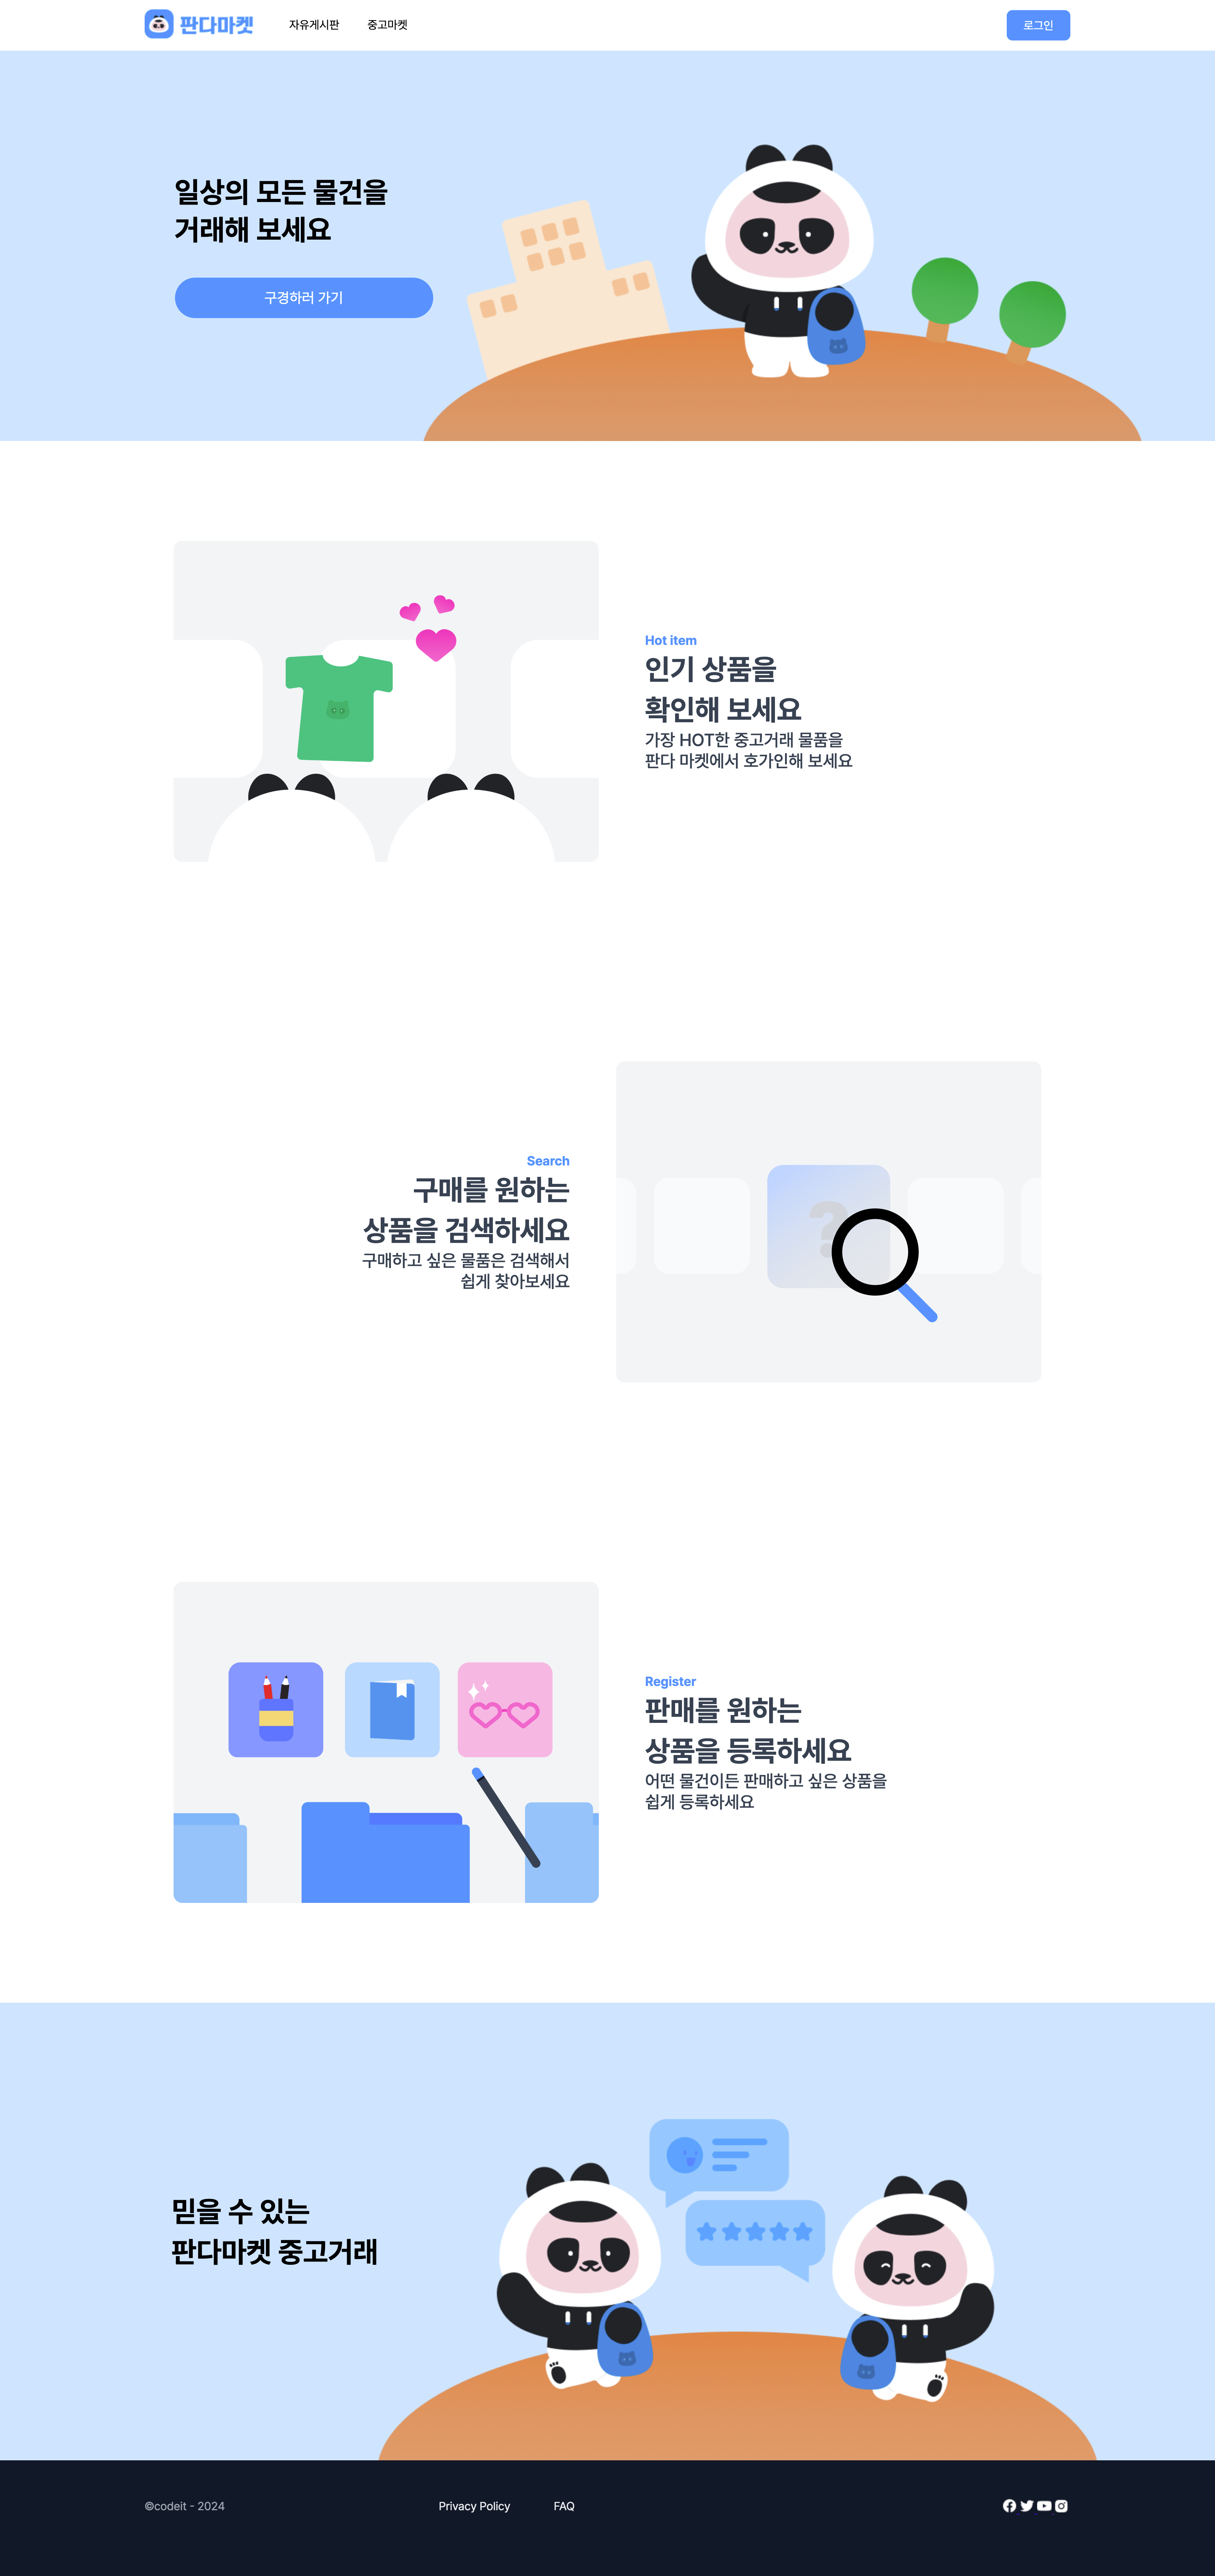 판다마켓
자유게시판
중고마켓
로그인
일상의 모든 물건을
거래해 보세요
구경하러 가기
Hot item
인기 상품을
확인해 보세요
가장 HOT한 중고거래 물품을
판다 마켓에서 호가인해 보세요
Search
구매를 원하는
상품을 검색하세요
구매하고 싶은 물품은 검색해서
쉽게 찾아보세요
?
Register
판매를 원하는
상품을 등록하세요
어떤 물건이든 판매하고 싶은 상품을
쉽게 등록하세요
믿을 수 있는
판다마켓 중고거래
©codeit - 2024
Privacy Policy
FAQ